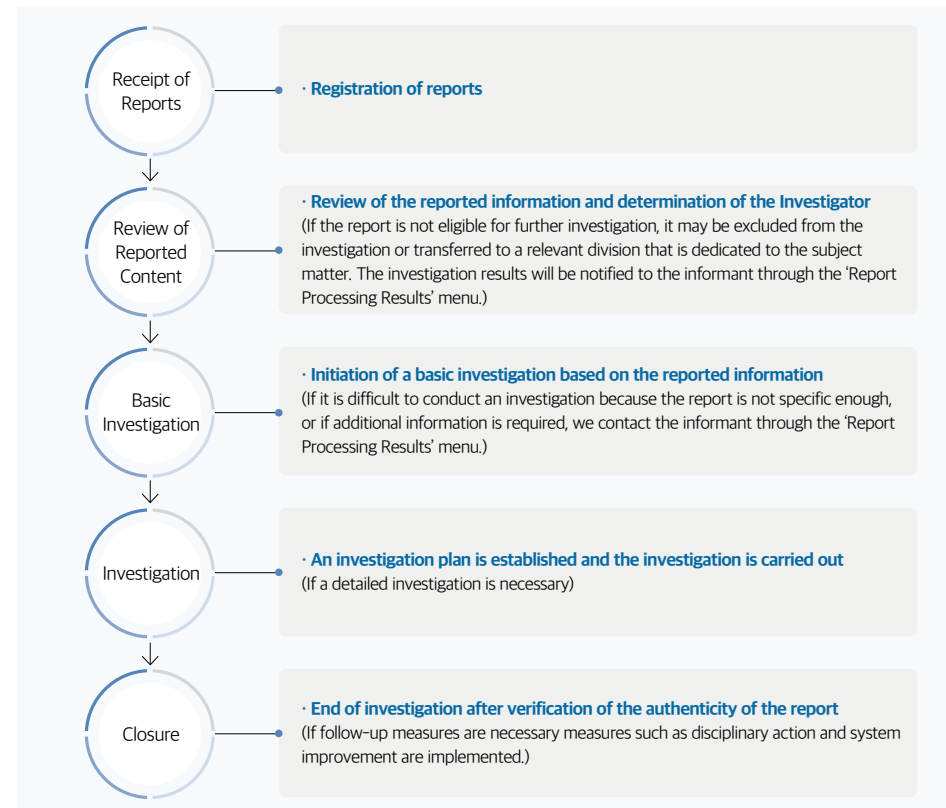 Receipt of
Reports
· Registration of reports
Review of
Reported
Content
· Review of the reported information and determination of the Investigator
(If the report is not eligible for further investigation, it may be excluded from the
investigation or transferred to a relevant division that is dedicated to the subject
matter. The investigation results will be notified to the informant through the ‘Report
Processing Results’ menu.)
Basic
Investigation
· Initiation of a basic investigation based on the reported information
(If it is difficult to conduct an investigation because the report is not specific enough,
or if additional information is required, we contact the informant through the ‘Report
Processing Results’ menu.)
Investigation
· An investigation plan is established and the investigation is carried out
(If a detailed investigation is necessary)
Closure
· End of investigation after verification of the authenticity of the report
(If follow-up measures are necessary measures such as disciplinary action and system
improvement are implemented.)